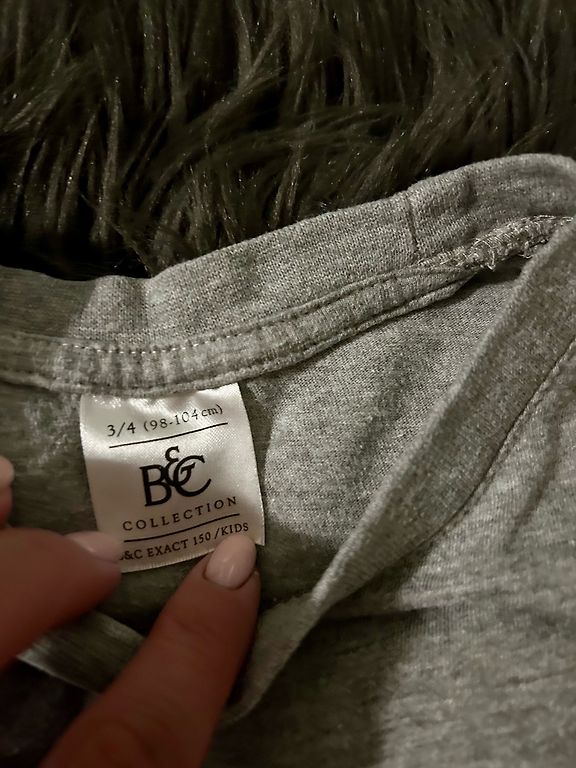 3/4 (98-104 cm)
B&C
COLLECTION
B&C EXACT 150/KIDS